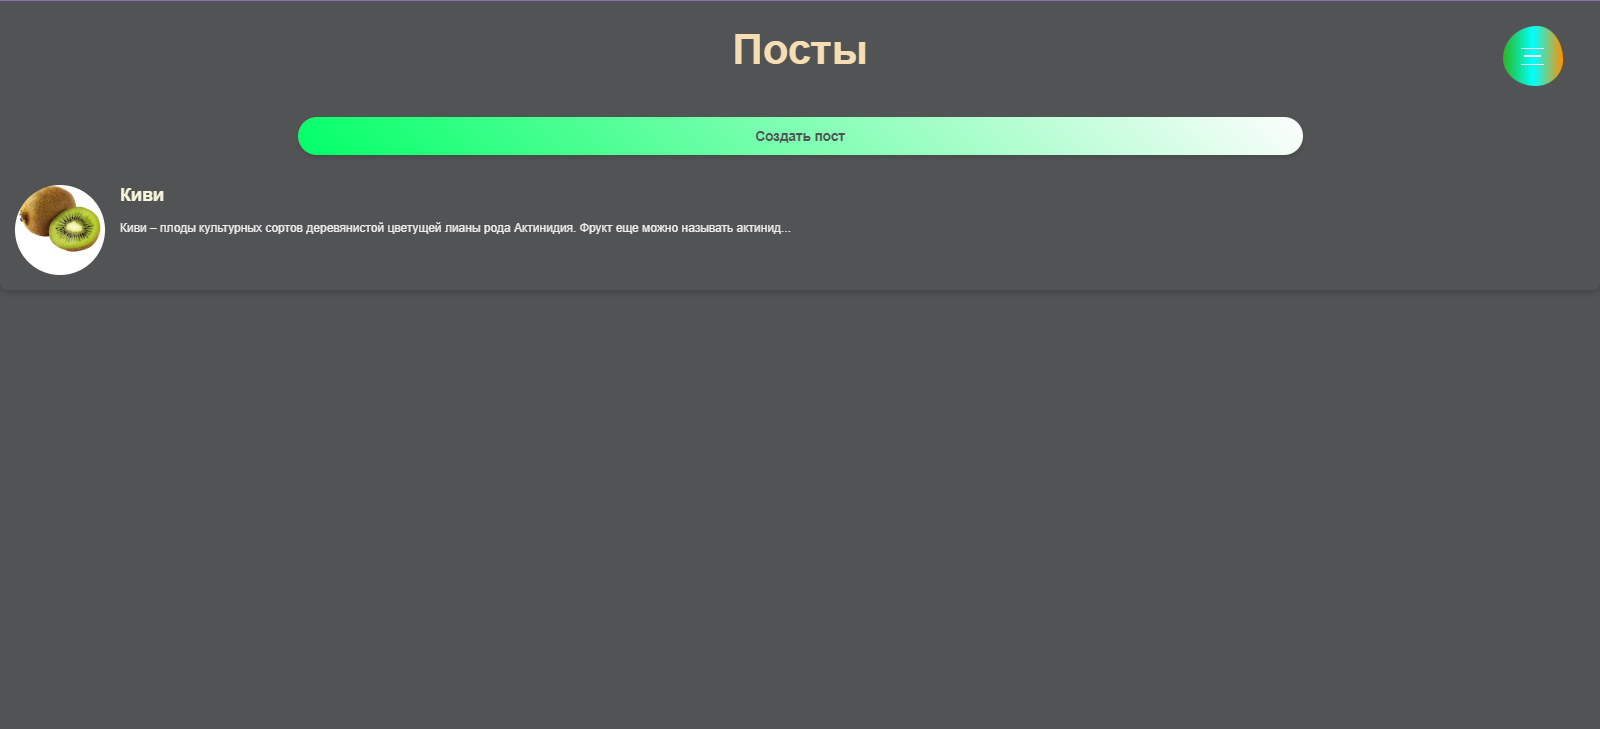 Посты
Создать пост
Киви
Киви – плоды культурных сортов деревянистой цветущей лианы рода Актинидия. Фрукт еще можно называть актинид...